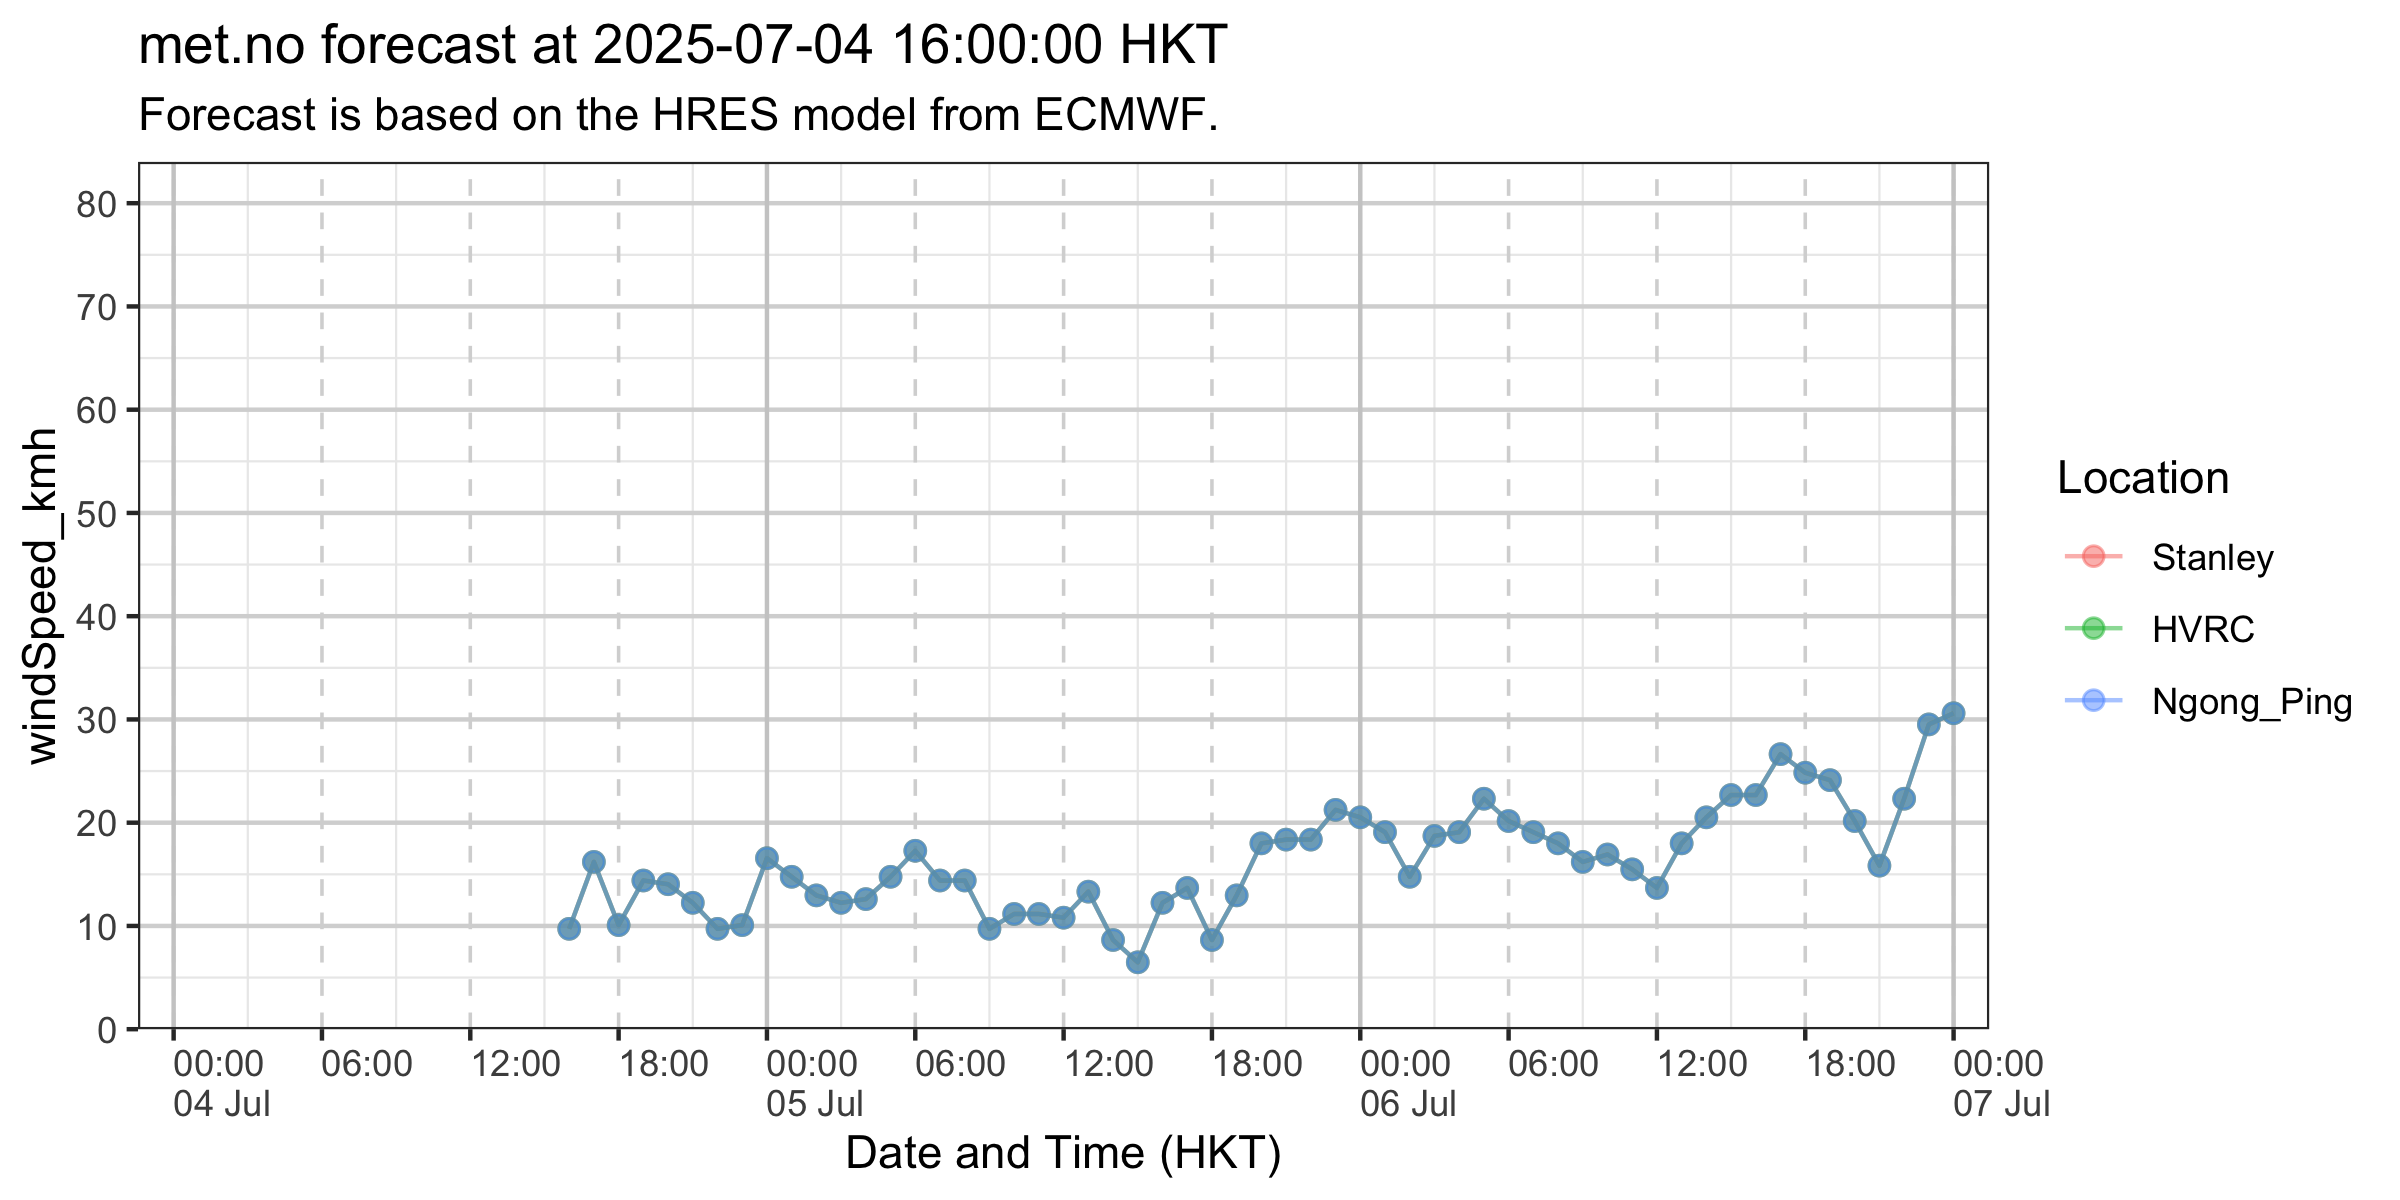 met.no forecast at 2025-07-04 16:00:00 HKT
Forecast is based on the HRES model from ECMWF.
windSpeed_kmh
80
70
60
50
40
30
20
10
0
00:00 06:00 12:00 18:00 00:00 06:00 12:00 18:00 00:00 06:00 12:00 18:00 00:00
04 Jul 05 Jul 06 Jul 07 Jul
Date and Time (HKT)
Location
Stanley
HVRC
Ngong_Ping